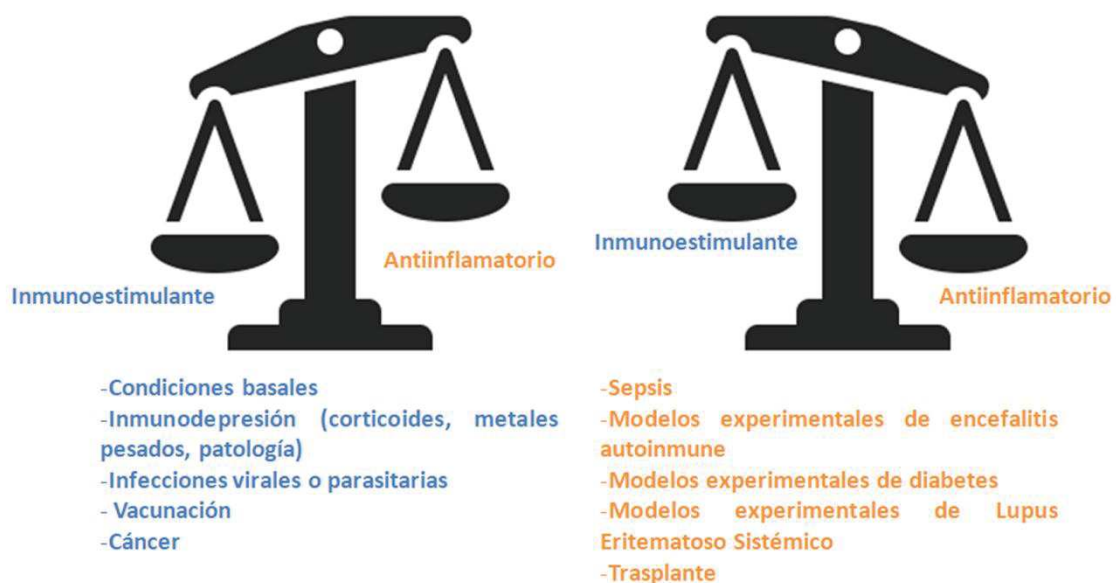 Inmunoestimulante
Antiinflamatorio
-Condiciones basales
-Inmunodepresión (corticoides, metales
pesados, patología)
-Infecciones virales o parasitarias
- Vacunación
-Cáncer
Inmunoestimulante
Antiinflamatorio
-Sepsis
-Modelos experimentales de encefalitis
autoinmune
-Modelos experimentales de diabetes
-Modelos experimentales de Lupus
Eritematoso Sistémico
-Trasplante